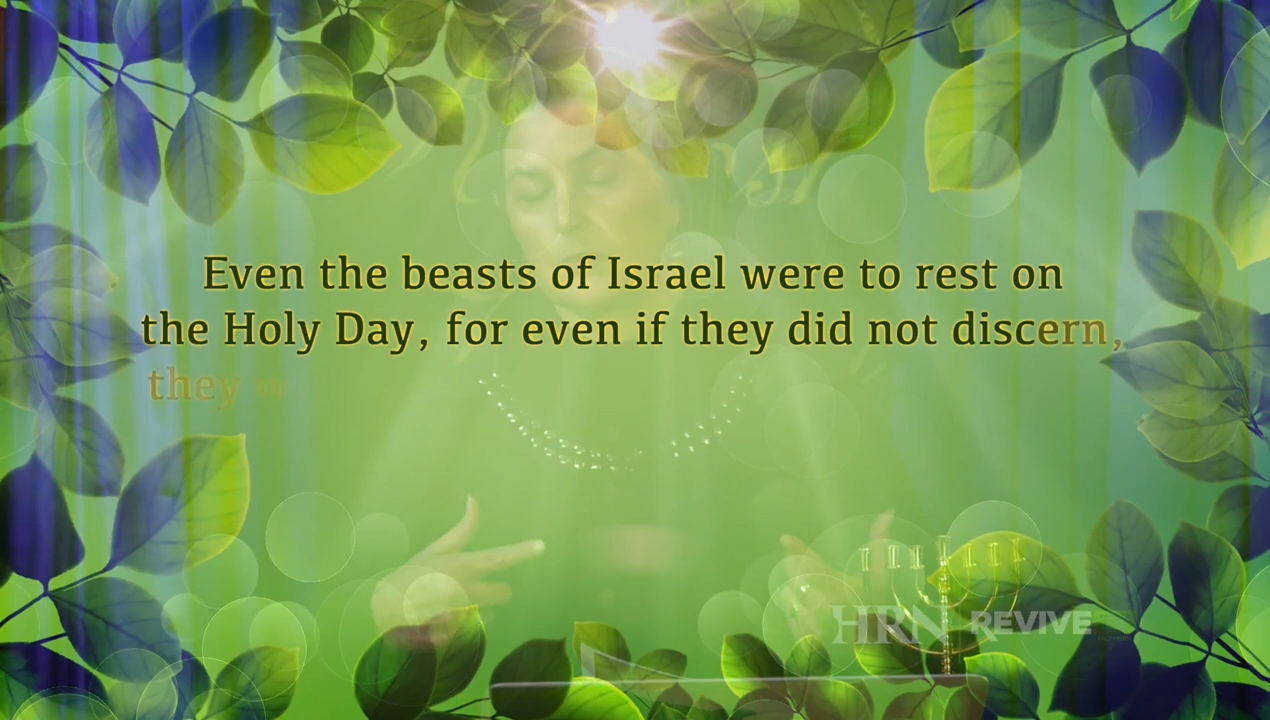 Even the beasts of Israel were to rest on
the Holy Day, for even if they did not discern,
they
HRN REVIVE